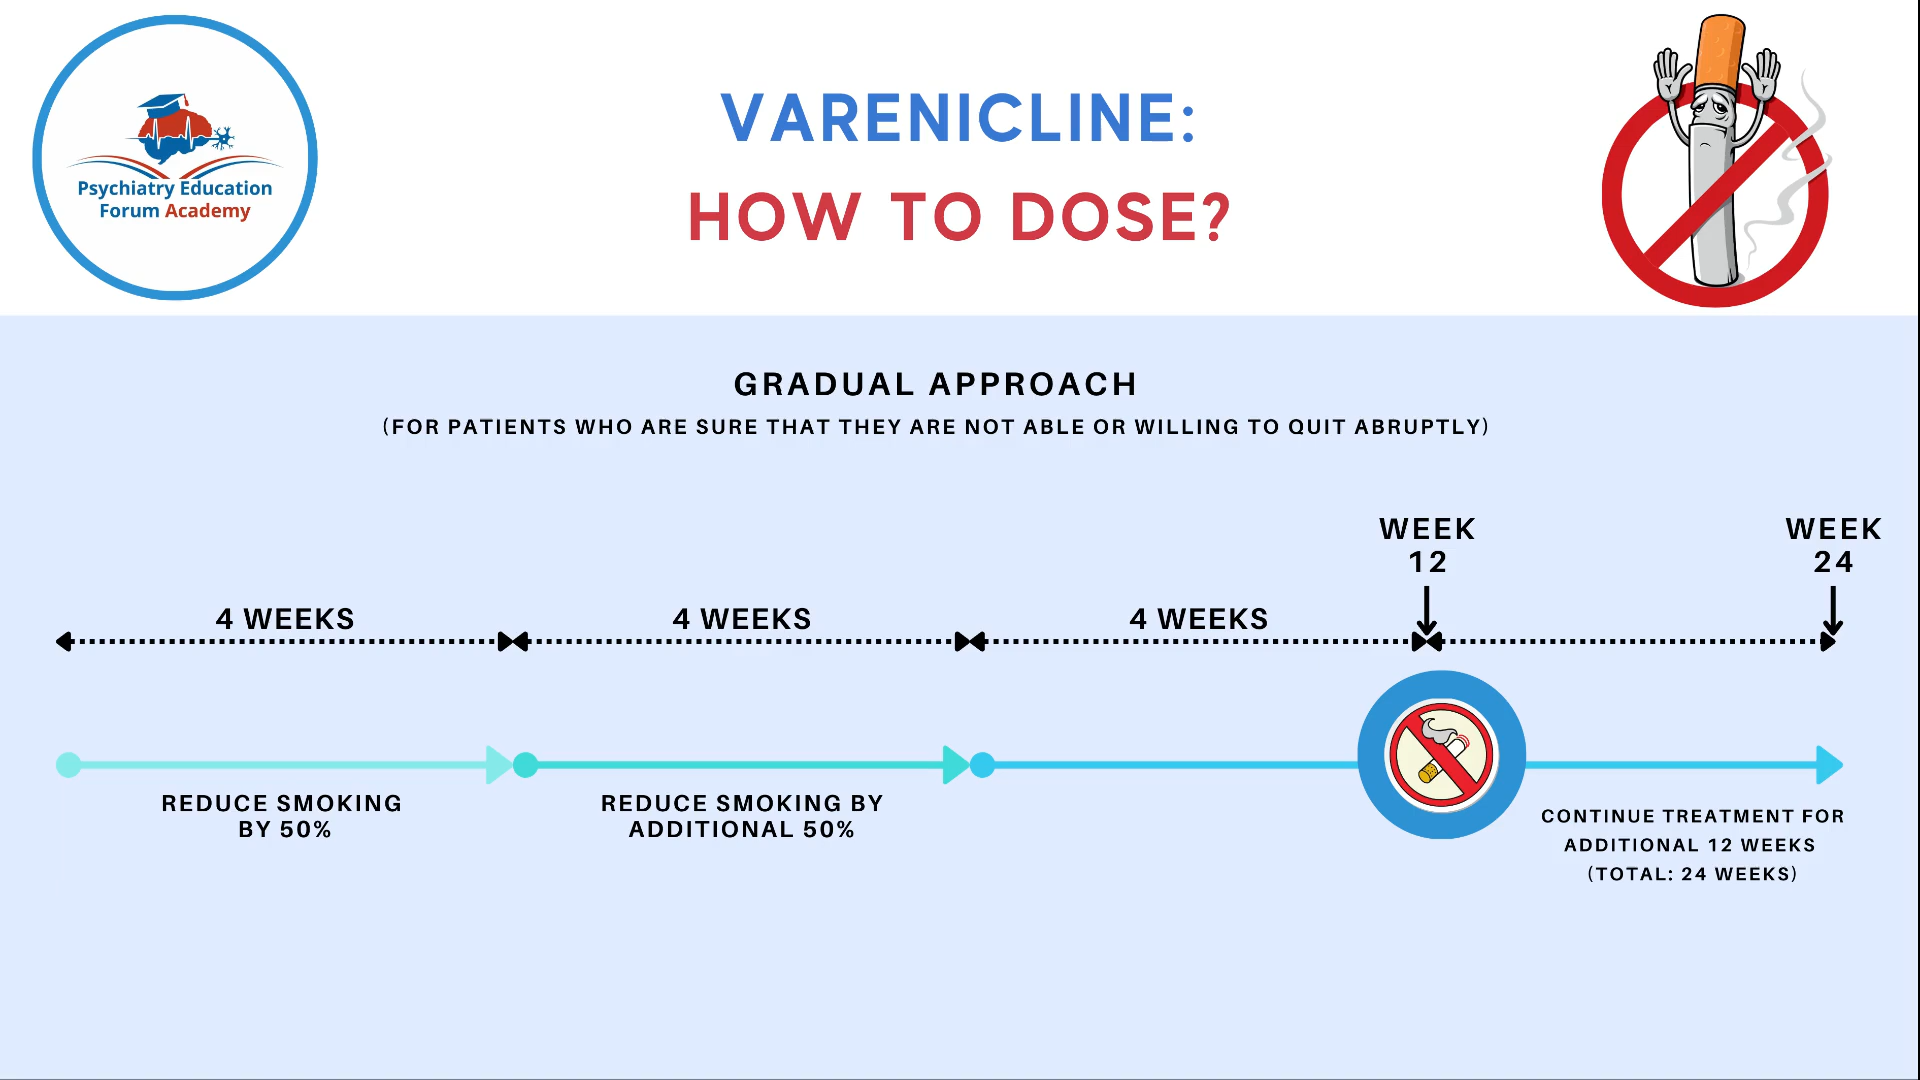 Psychiatry Education
Forum Academy
VARENICLINE:
HOW TO DOSE?
GRADUAL APPROACH
(FOR PATIENTS WHO ARE SURE THAT THEY ARE NOT ABLE OR WILLING TO QUIT ABRUPTLY)
WEEK
12
WEEK
24
4 WEEKS
4 WEEKS
4 WEEKS
REDUCE SMOKING
BY 50%
REDUCE SMOKING BY
ADDITIONAL 50%
CONTINUE TREATMENT FOR
ADDITIONAL 12 WEEKS
(TOTAL: 24 WEEKS)